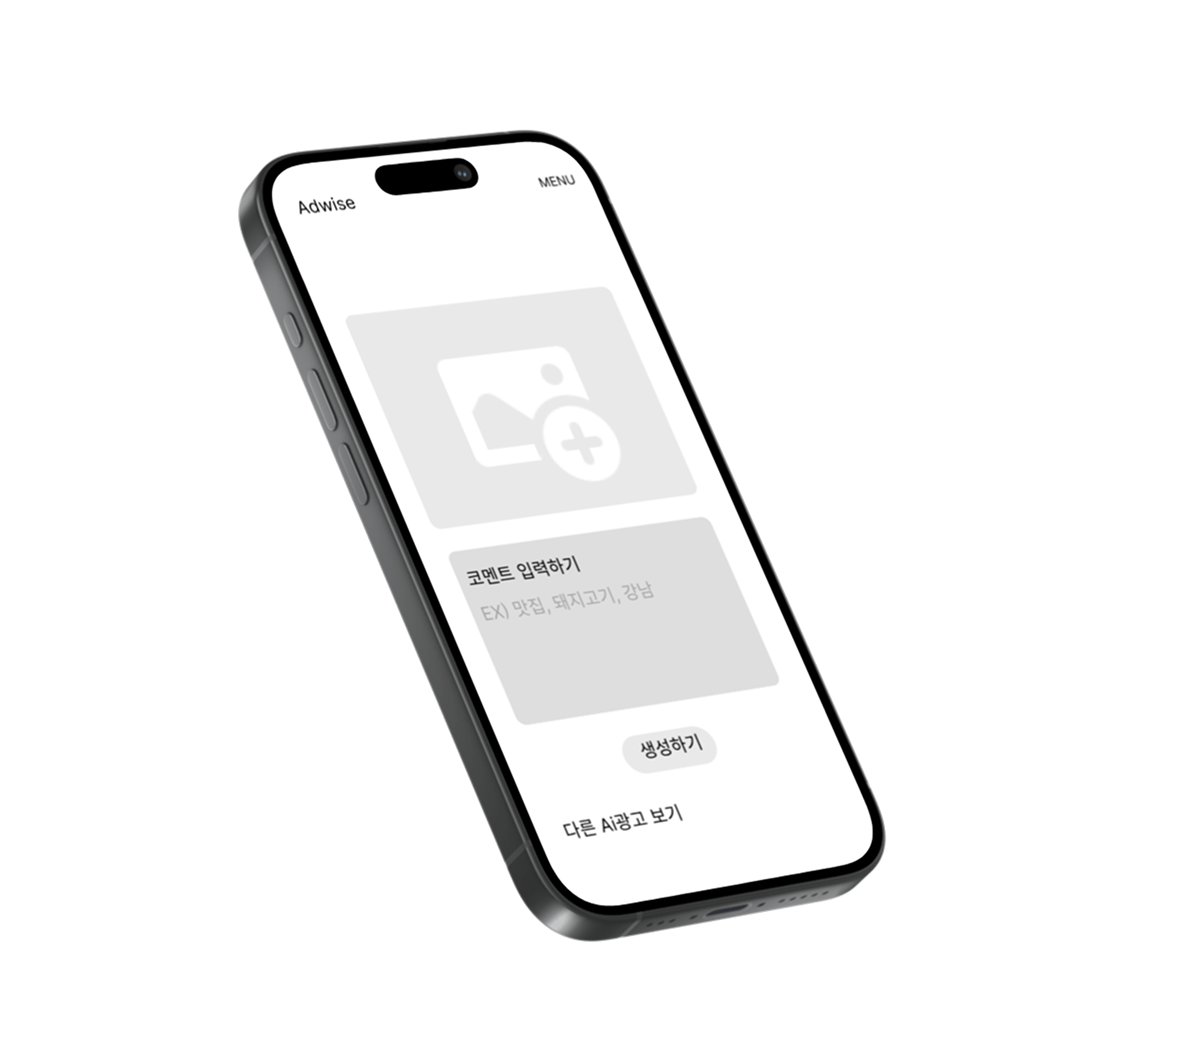 Adwise
MENU
코멘트 입력하기
EX) 맛집, 돼지고기, 강남
생성하기
다른 Ai광고 보기